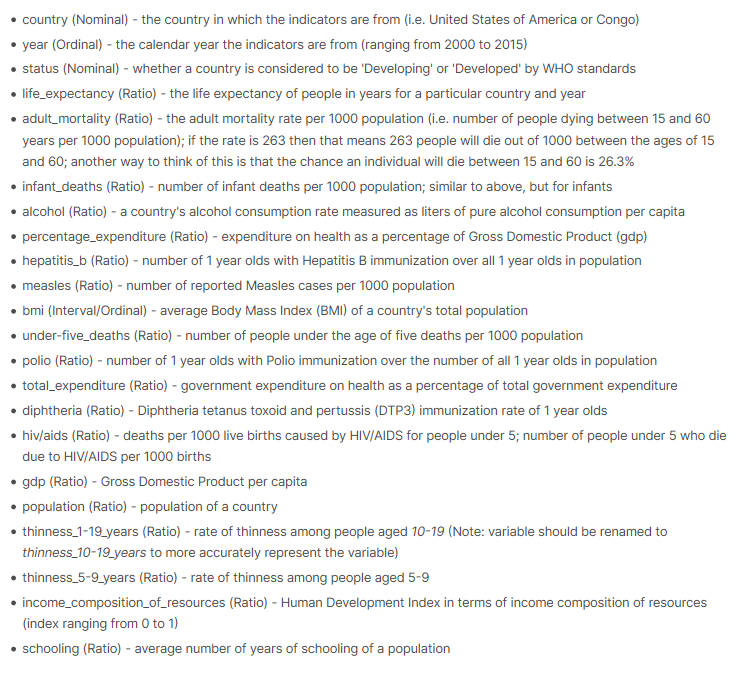 • country (Nominal) - the country in which the indicators are from (i.e. United States of America or Congo)
• year (Ordinal) - the calendar year the indicators are from (ranging from 2000 to 2015)
• status (Nominal) - whether a country is considered to be 'Developing' or 'Developed' by WHO standards
• life_expectancy (Ratio) - the life expectancy of people in years for a particular country and year
• adult_mortality (Ratio) - the adult mortality rate per 1000 population (i.e. number of people dying between 15 and 60
years per 1000 population); if the rate is 263 then that means 263 people will die out of 1000 between the ages of 15
and 60; another way to think of this is that the chance an individual will die between 15 and 60 is 26.3%
• infant_deaths (Ratio) - number of infant deaths per 1000 population; similar to above, but for infants
• alcohol (Ratio) - a country's alcohol consumption rate measured as liters of pure alcohol consumption per capita
• percentage_expenditure (Ratio) - expenditure on health as a percentage of Gross Domestic Product (gdp)
• hepatitis_b (Ratio) - number of 1 year olds with Hepatitis B immunization over all 1 year olds in population
• measles (Ratio) - number of reported Measles cases per 1000 population
• bmi (Interval/Ordinal) - average Body Mass Index (BMI) of a country's total population
• under-five_deaths (Ratio) - number of people under the age of five deaths per 1000 population
• polio (Ratio) - number of 1 year olds with Polio immunization over the number of all 1 year olds in population
• total_expenditure (Ratio) - government expenditure on health as a percentage of total government expenditure
• diphtheria (Ratio) - Diphtheria tetanus toxoid and pertussis (DTP3) immunization rate of 1 year olds
• hiv/aids (Ratio) - deaths per 1000 live births caused by HIV/AIDS for people under 5; number of people under 5 who die
due to HIV/AIDS per 1000 births
• gdp (Ratio) - Gross Domestic Product per capita
• population (Ratio) - population of a country
• thinness_1-19_years (Ratio) - rate of thinness among people aged 10-19 (Note: variable should be renamed to
thinness_10-19_years to more accurately represent the variable)
• thinness_5-9_years (Ratio) - rate of thinness among people aged 5-9
• income_composition_of_resources (Ratio) - Human Development Index in terms of income composition of resources
(index ranging from 0 to 1)
• schooling (Ratio) - average number of years of schooling of a population